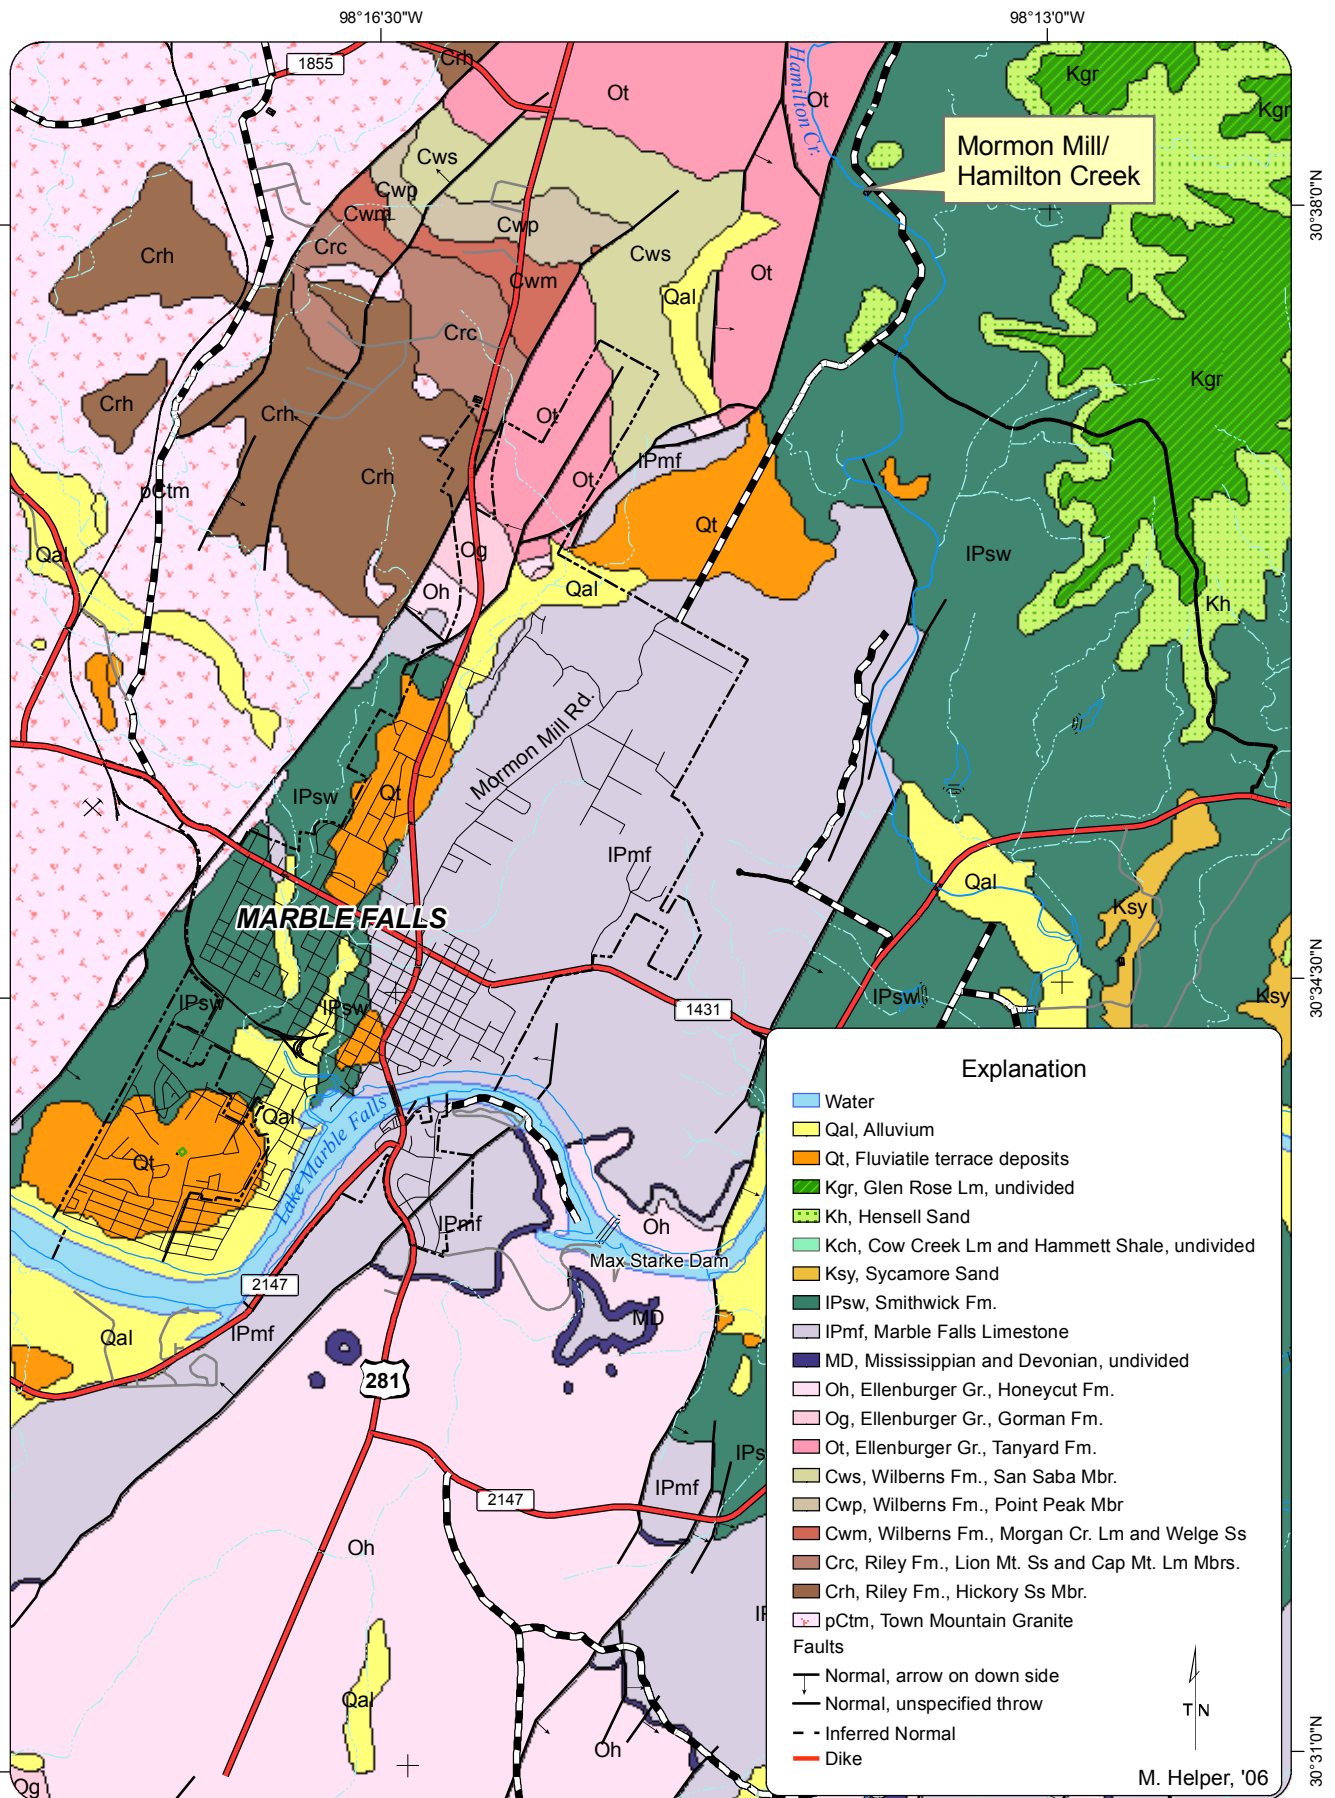 98°16'30"W
98°13'0"W
1855
Crh
Ot
Hamilton Cr.
Ot
Kgr
Kgr
Mormon Mill/
Hamilton Creek
30°38'0"N
Cws
Cwp
Cwm
Cwp
Crc
Crh
Cws
Ot
Cwm
Qal
Crc
Kgr
Crh
Crh
Ot
IPmf
Crh
Ot
pCtm
Qt
Qal
Og
IPsw
Oh
Qal
Kh
Mormon Mill Rd.
IPsw
Qt
IPmf
Qal
MARBLE FALLS
Ksy
IPsw
IPsw
IPsw
Ksy
30°34'30"N
1431
Qal
Lake Marble Falls
Qt
IPmf
Oh
Max Starke Dam
2147
IPmf
Qal
MD
281
IPs
IPmf
2147
Oh
IP
Qal
Oh
Og
30°31'0"N
Explanation
Water
Qal, Alluvium
Qt, Fluviatile terrace deposits
Kgr, Glen Rose Lm, undivided
Kh, Hensell Sand
Kch, Cow Creek Lm and Hammett Shale, undivided
Ksy, Sycamore Sand
IPsw, Smithwick Fm.
IPmf, Marble Falls Limestone
MD, Mississippian and Devonian, undivided
Oh, Ellenburger Gr., Honeycut Fm.
Og, Ellenburger Gr., Gorman Fm.
Ot, Ellenburger Gr., Tanyard Fm.
Cws, Wilberns Fm., San Saba Mbr.
Cwp, Wilberns Fm., Point Peak Mbr
Cwm, Wilberns Fm., Morgan Cr. Lm and Welge Ss
Crc, Riley Fm., Lion Mt. Ss and Cap Mt. Lm Mbrs.
Crh, Riley Fm., Hickory Ss Mbr.
pCtm, Town Mountain Granite
Faults
Normal, arrow on down side
Normal, unspecified throw
Inferred Normal
Dike
T N
M. Helper, '06